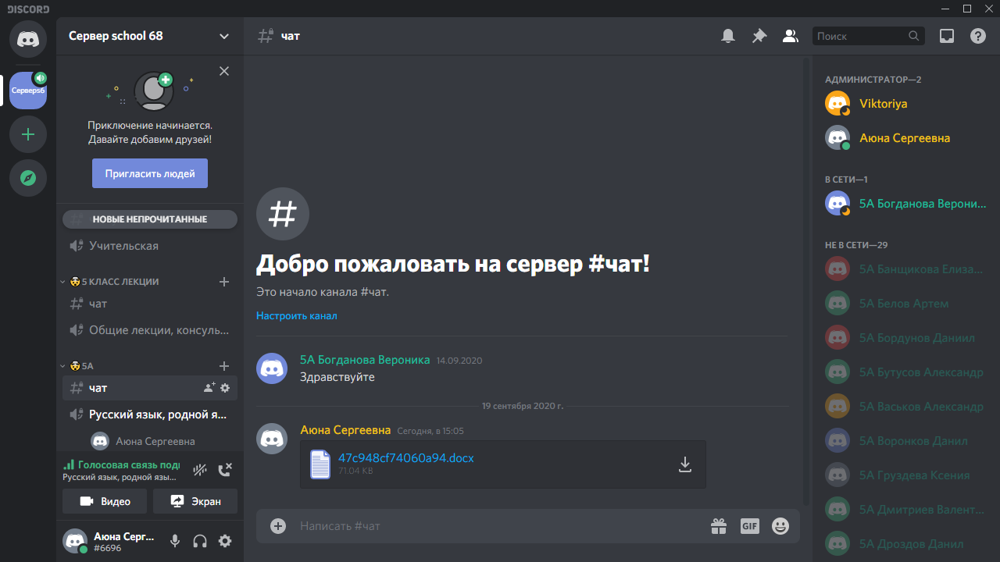 DISCORD
Серверs6
Сервер school 68
Приключение начинается.
Давайте добавим друзей!
Пригласить людей
НОВЫЕ НЕПРОЧИТАННЫЕ
Учительская
5 КЛАСС ЛЕКЦИИ
чат
Общие лекции, консуль...
5А
чат
Русский язык, родной я...
Аюна Сергеевна
Голосовая связь под
Русский язык, родной язы...
Видео
Экран
Аюна Серг...
#6696
чат
Поиск
Добро пожаловать на сервер #чат!
Это начало канала #чат.
Настроить канал
5А Богданова Вероника 14.09.2020
Здравствуйте
19 сентября 2020 г.
Аюна Сергеевна Сегодня, в 15:05
47c948cf74060a94.docx
71.04 KB
Написать #чат
GIF
АДМИНИСТРАТОР—2
Viktoriya
Аюна Сергеевна
В СЕТИ—1
5А Богданова Верони...
НЕ В СЕТИ—29
5А Банщикова Елиза...
5А Белов Артем
5А Бордунов Даниил
5А Бутусов Александр
5А Васьков Александр
5А Воронков Данил
5А Груздева Ксения
5А Дмитриев Валент...
5А Дроздов Данил